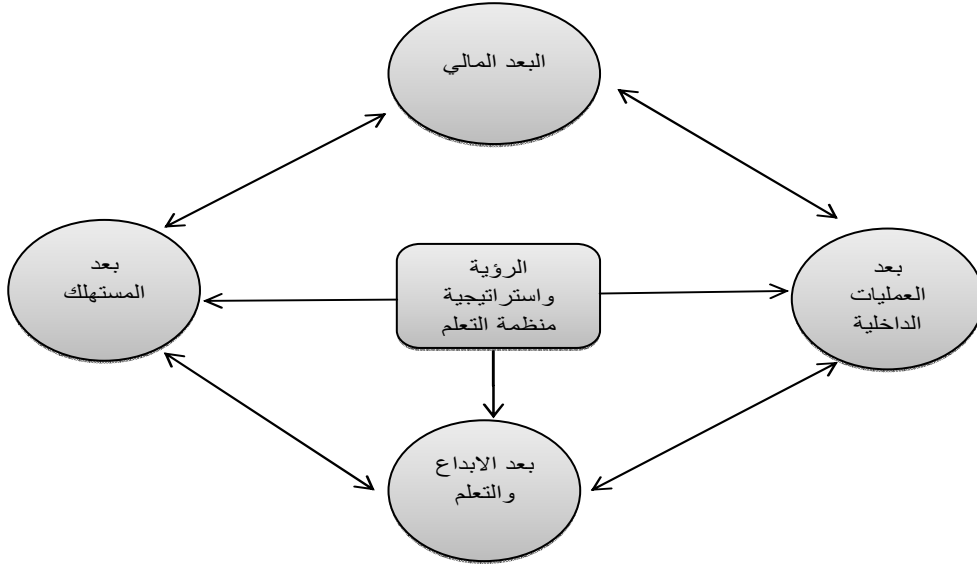 البعد المالي
بعد
المستهلك
الرؤية
واستراتيجية
منظمة التعلم
بعد
العمليات
الداخلية
بعد الابداع
والتعلم